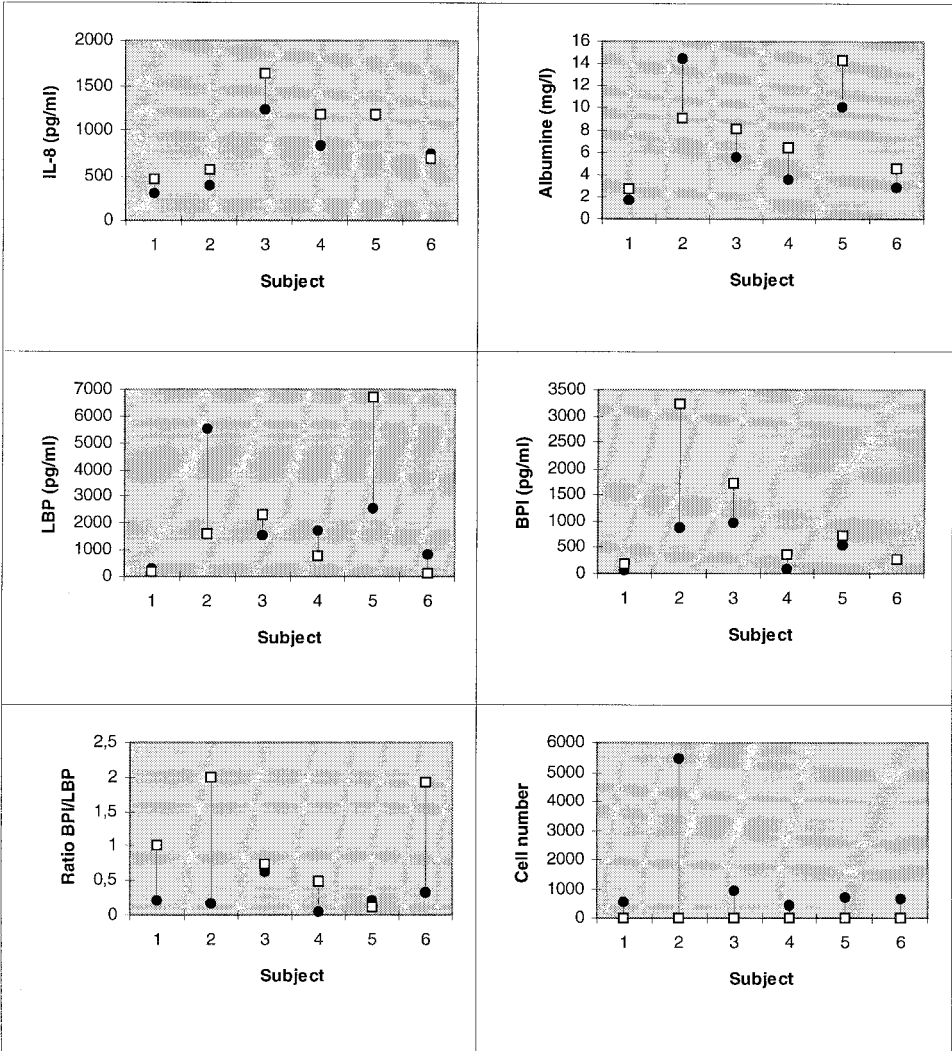 IL-8 (pg/ml)
2000
1500
1000
500
0
1 2 3 4 5 6
Subject
Albumine (mg/l)
16
14
12
10
8
6
4
2
0
1 2 3 4 5 6
Subject
LBP (pg/ml)
7000
6000
5000
4000
3000
2000
1000
0
1 2 3 4 5 6
Subject
BPI (pg/ml)
3500
3000
2500
2000
1500
1000
500
0
1 2 3 4 5 6
Subject
Ratio BPI/LBP
2,5
2
1,5
1
0,5
0
1 2 3 4 5 6
Subject
Cell number
6000
5000
4000
3000
2000
1000
0
1 2 3 4 5 6
Subject